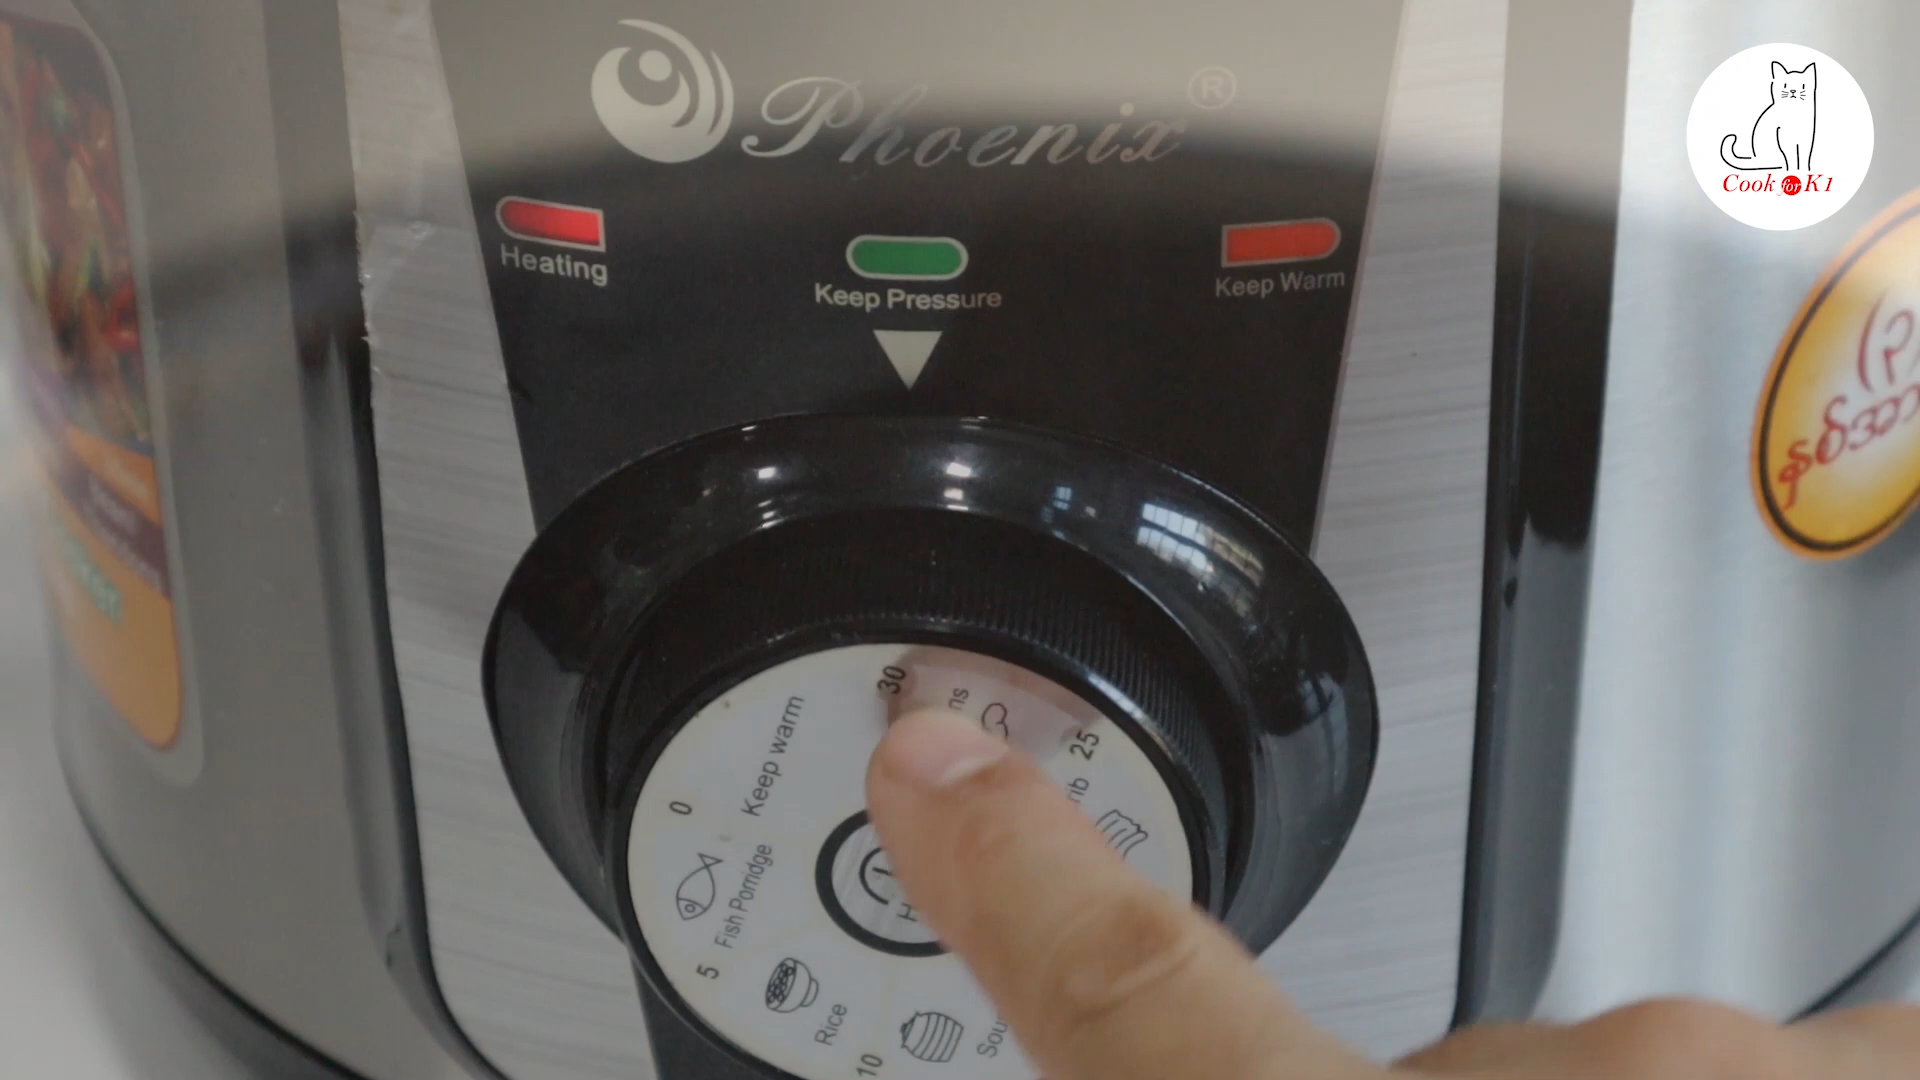 Phoenix ®
Cook for K1
Heating
Keep Pressure
Keep Warm
30
25
Keep warm
0
Fish Porridge
5
Rice
10